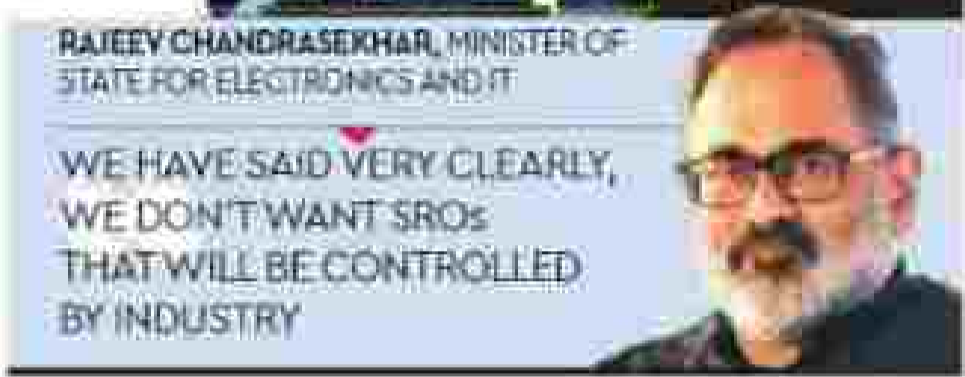 RAJEEV CHANDRASEKHAR, MINISTER OF
STATE FOR ELECTRONICS AND IT
WE HAVE SAID VERY CLEARLY,
WE DON'T WANT SROs
THAT WILL BE CONTROLLED
BY INDUSTRY